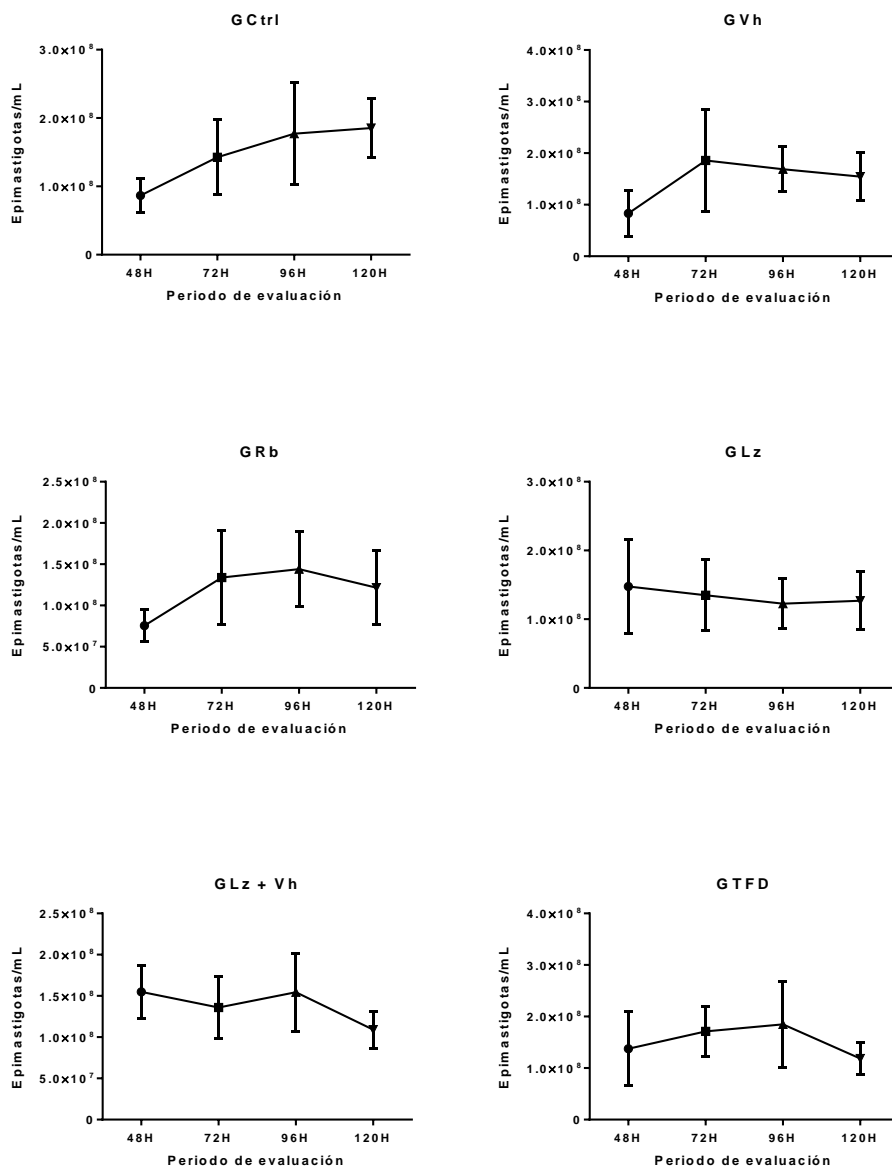 GCtrl
Epimastigotas/mL
3.0×10⁸
2.0×10⁸
1.0×10⁸
0
48H 72H 96H 120H
Periodo de evaluación
GVh
Epimastigotas/mL
4.0×10⁸
3.0×10⁸
2.0×10⁸
1.0×10⁸
0
48H 72H 96H 120H
Periodo de evaluación
GRb
Epimastigotas/mL
2.5×10⁸
2.0×10⁸
1.5×10⁸
1.0×10⁸
5.0×10⁷
0
48H 72H 96H 120H
Periodo de evaluación
GLz
Epimastigotas/mL
3.0×10⁸
2.0×10⁸
1.0×10⁸
0
48H 72H 96H 120H
Periodo de evaluación
GLz + Vh
Epimastigotas/mL
2.5×10⁸
2.0×10⁸
1.5×10⁸
1.0×10⁸
5.0×10⁷
0
48H 72H 96H 120H
Periodo de evaluación
GTFD
Epimastigotas/mL
4.0×10⁸
3.0×10⁸
2.0×10⁸
1.0×10⁸
0
48H 72H 96H 120H
Periodo de evaluación